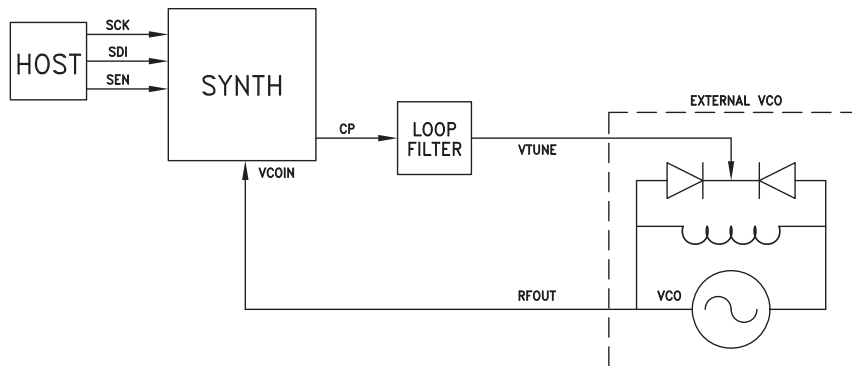 SCK
SDI
SEN
HOST
SYNTH
EXTERNAL VCO
CP
LOOP
FILTER
VTUNE
VCOIN
RFOUT
VCO